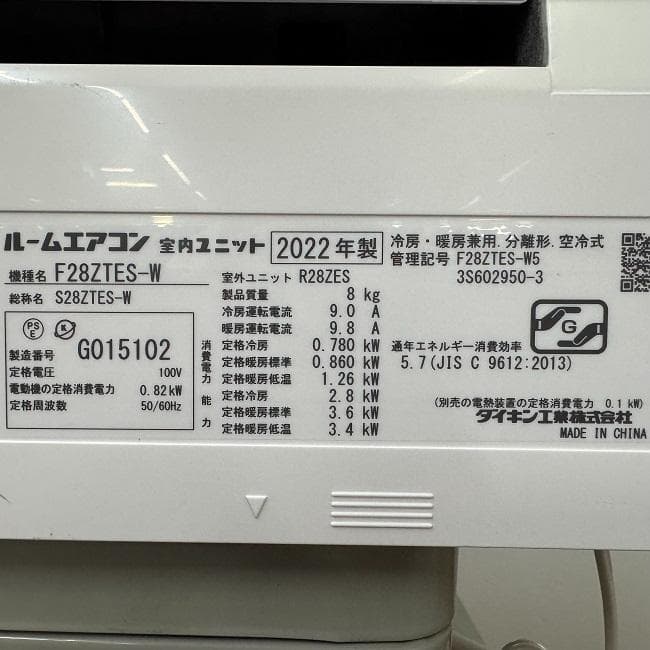 ルームエアコン 室内ユニット 2022年製 冷房・暖房兼用.分離形.空冷式
機種名 F28ZTES-W 室外ユニット R28ZES 管理記号 F28ZTES-W5
総称名 S28ZTES-W 製品質量 8 kg 3S602950-3
冷房運転電流 9.0 A
PS E 暖房運転電流 9.8 A
G
製造番号 G015102 消費電力 定格冷房 0.780 kW 通年エネルギー消費効率
定格暖房標準 0.860 kW 5.7(JIS C 9612:2013)
定格電圧 100V 定格暖房低温 1.26 kW
電動機の定格消費電力 0.82kW 能力 定格冷房 2.8 kW
定格周波数 50/60Hz 定格暖房標準 3.6 kW (別売の電熱装置の定格消費電力 0.1 kW)
定格暖房低温 3.4 kW ダイキン工業株式会社
MADE IN CHINA